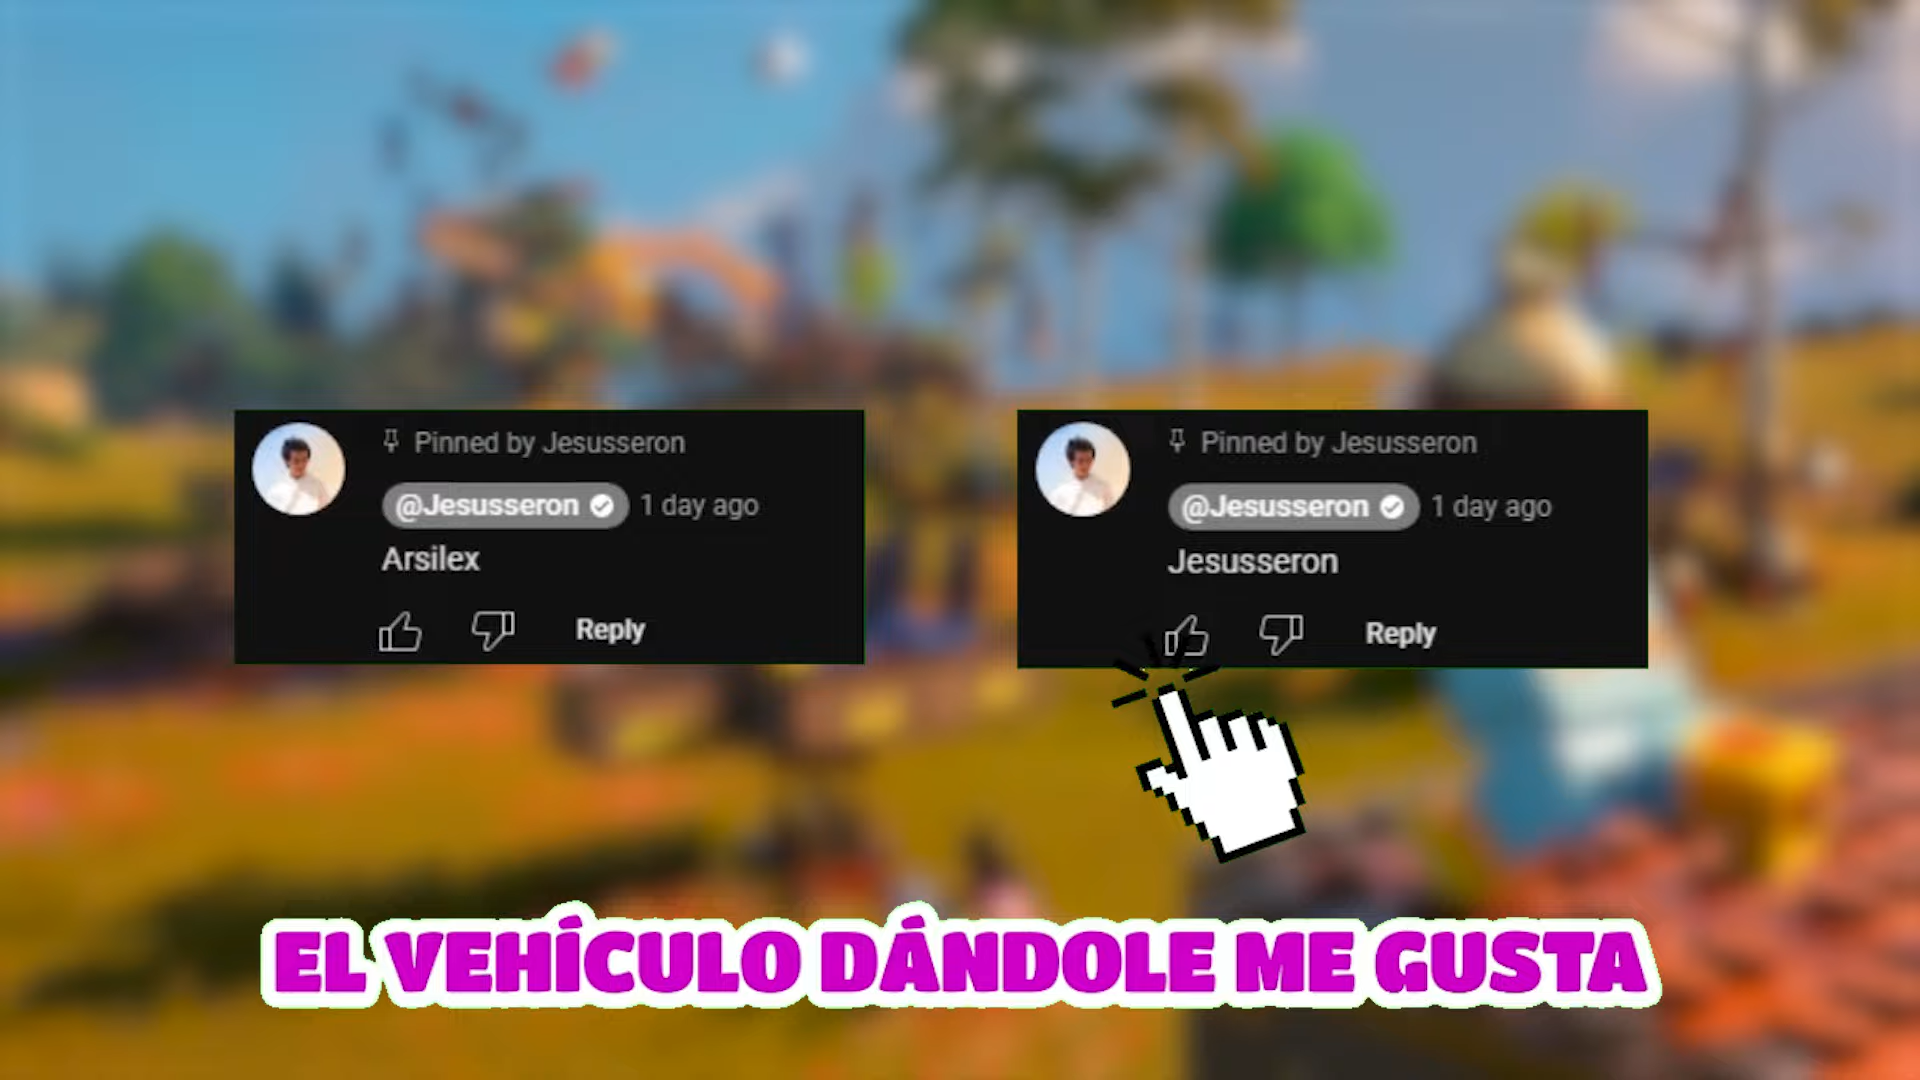 Pinned by Jesusseron
@Jesusseron 1 day ago
Arsilex
Reply
Pinned by Jesusseron
@Jesusseron 1 day ago
Jesusseron
Reply
EL VEHÍCULO DÁNDOLE ME GUSTA